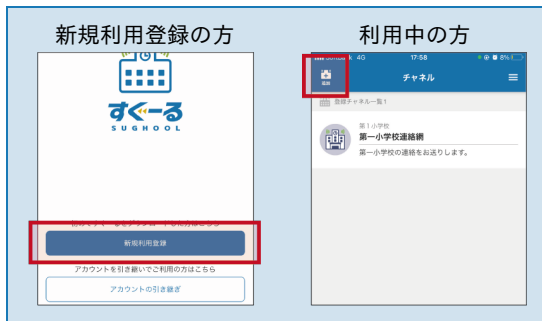 新規利用登録の方
すぐーる
SUGHOOL
新規利用登録
アカウントを引き継いでご利用の方はこちら
アカウントの引き継ぎ
利用中の方
4G 17:58 8%
追加
チャネル
登録チャネル一覧 1
第1小学校
第一小学校連絡網
第一小学校の連絡をお送りします。